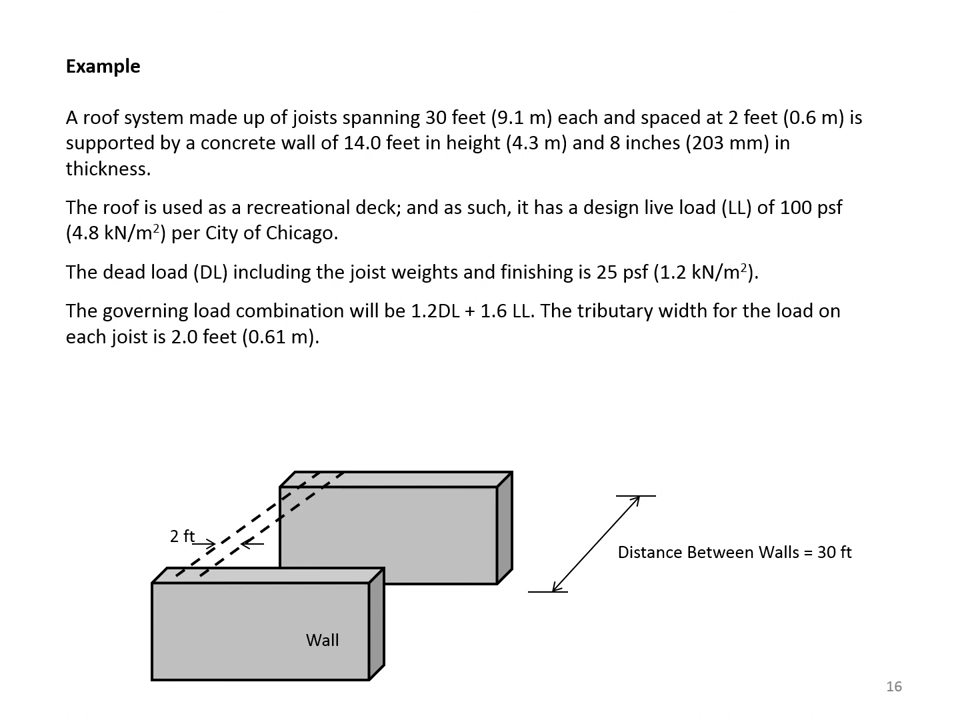 Example
A roof system made up of joists spanning 30 feet (9.1 m) each and spaced at 2 feet (0.6 m) is
supported by a concrete wall of 14.0 feet in height (4.3 m) and 8 inches (203 mm) in
thickness.
The roof is used as a recreational deck; and as such, it has a design live load (LL) of 100 psf
(4.8 kN/m²) per City of Chicago.
The dead load (DL) including the joist weights and finishing is 25 psf (1.2 kN/m²).
The governing load combination will be 1.2DL + 1.6 LL. The tributary width for the load on
each joist is 2.0 feet (0.61 m).
2 ft
Distance Between Walls = 30 ft
Wall
16